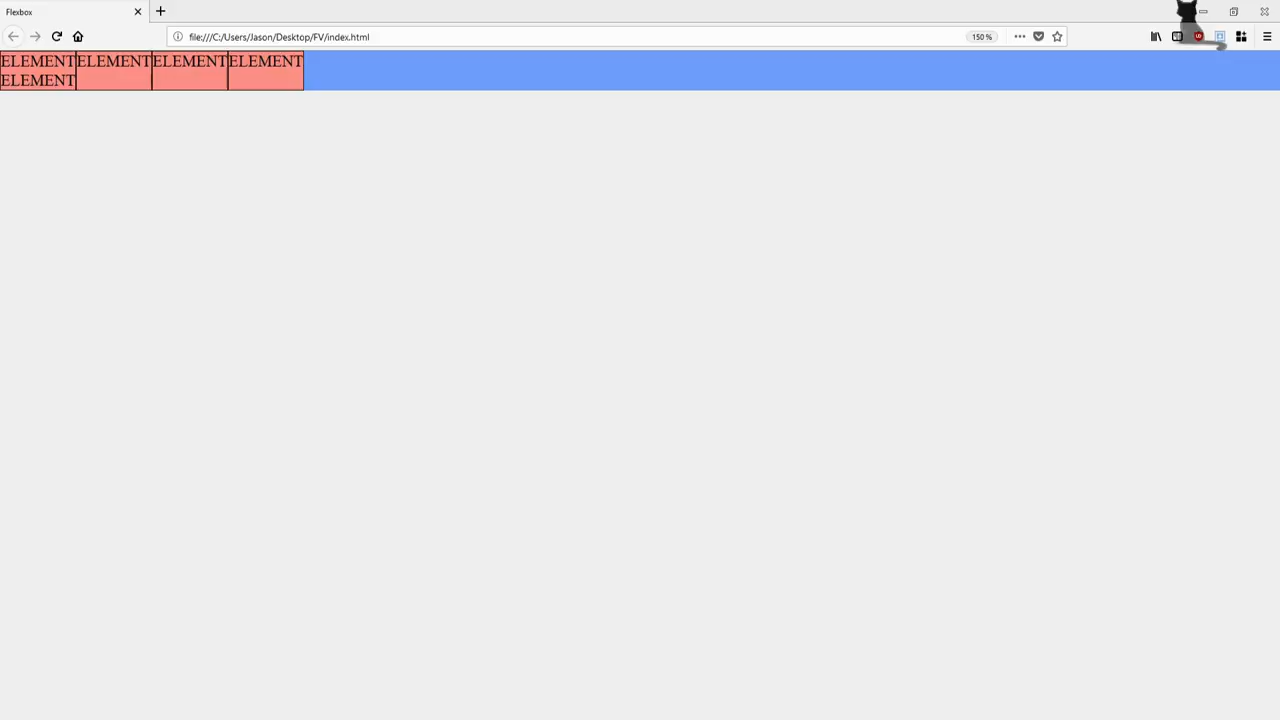 Flexbox
file:///C:/Users/Jason/Desktop/FV/index.html
150 %
ELEMENT ELEMENT ELEMENT ELEMENT
ELEMENT